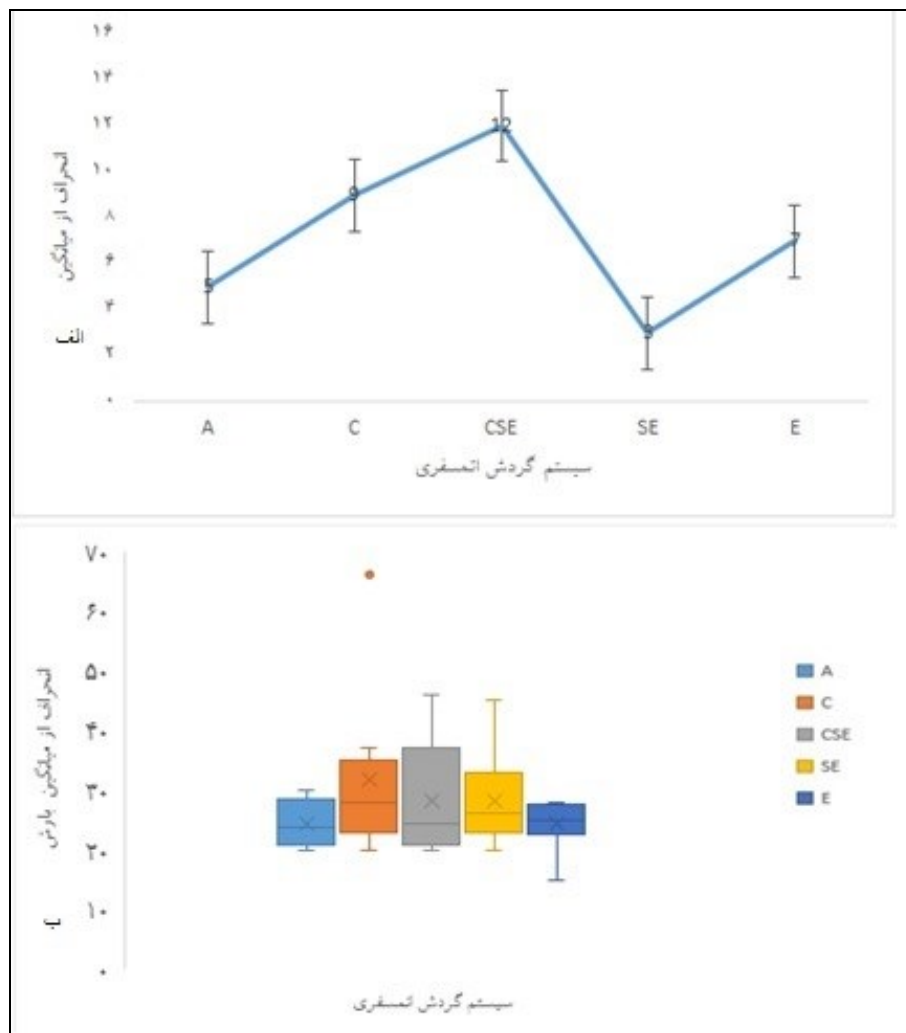 ۱۶
۱۴
۱۲
۱۰
۸
۶
۴
۲
۰
انحراف از میانگین
الف
5
9
12
3
7
A C CSE SE E
سیستم گردش اتمسفری
۷۰
۶۰
۵۰
۴۰
۳۰
۲۰
۱۰
۰
انحراف از میانگین بارش
ب
A
C
CSE
SE
E
سیستم گردش اتمسفری